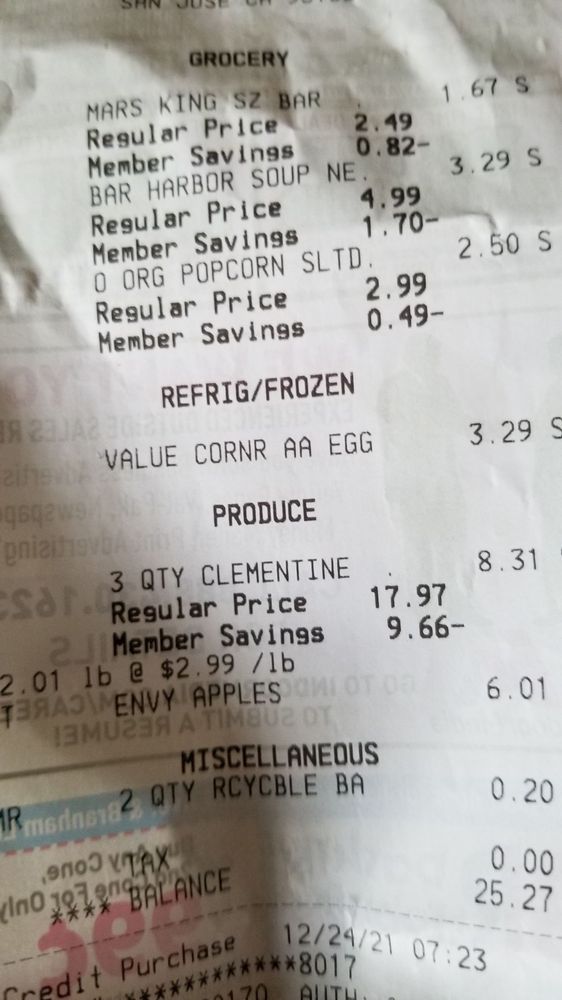 SAN JOSE CA
GROCERY
MARS KING SZ BAR . 1.67 S
Regular Price 2.49
Member Savings 0.82-
BAR HARBOR SOUP NE. 3.29 S
Regular Price 4.99
Member Savings 1.70-
O ORG POPCORN SLTD. 2.50 S
Regular Price 2.99
Member Savings 0.49-
REFRIG/FROZEN
VALUE CORNR AA EGG 3.29 S
PRODUCE
3 QTY CLEMENTINE . 8.31
Regular Price 17.97
Member Savings 9.66-
2.01 lb @ $2.99 /lb
T ENVY APPLES 6.01
MISCELLANEOUS
MR 2 QTY RCYCBLE BA 0.20
TAX 0.00
**** BALANCE 25.27
Credit Purchase 12/24/21 07:23
************8017
AUTH